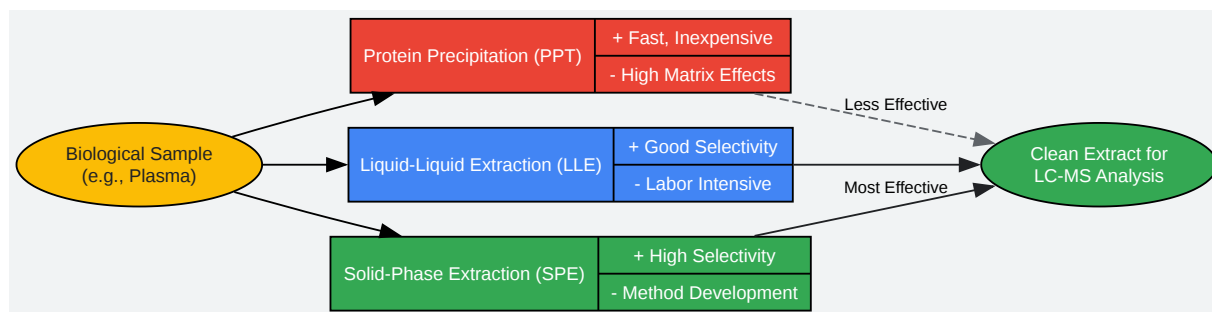 Biological Sample
(e.g., Plasma)
Protein Precipitation (PPT)
+ Fast, Inexpensive
- High Matrix Effects
Liquid-Liquid Extraction (LLE)
+ Good Selectivity
- Labor Intensive
Solid-Phase Extraction (SPE)
+ High Selectivity
- Method Development
Less Effective
Most Effective
Clean Extract for
LC-MS Analysis